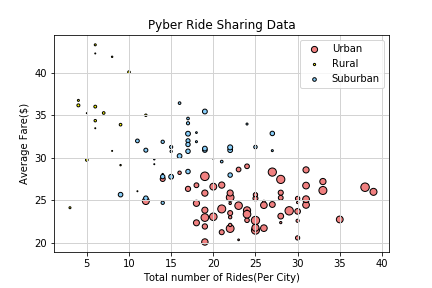 Pyber Ride Sharing Data
Urban
Rural
Suburban
40
35
30
25
20
Average Fare($)
5 10 15 20 25 30 35 40
Total number of Rides(Per City)